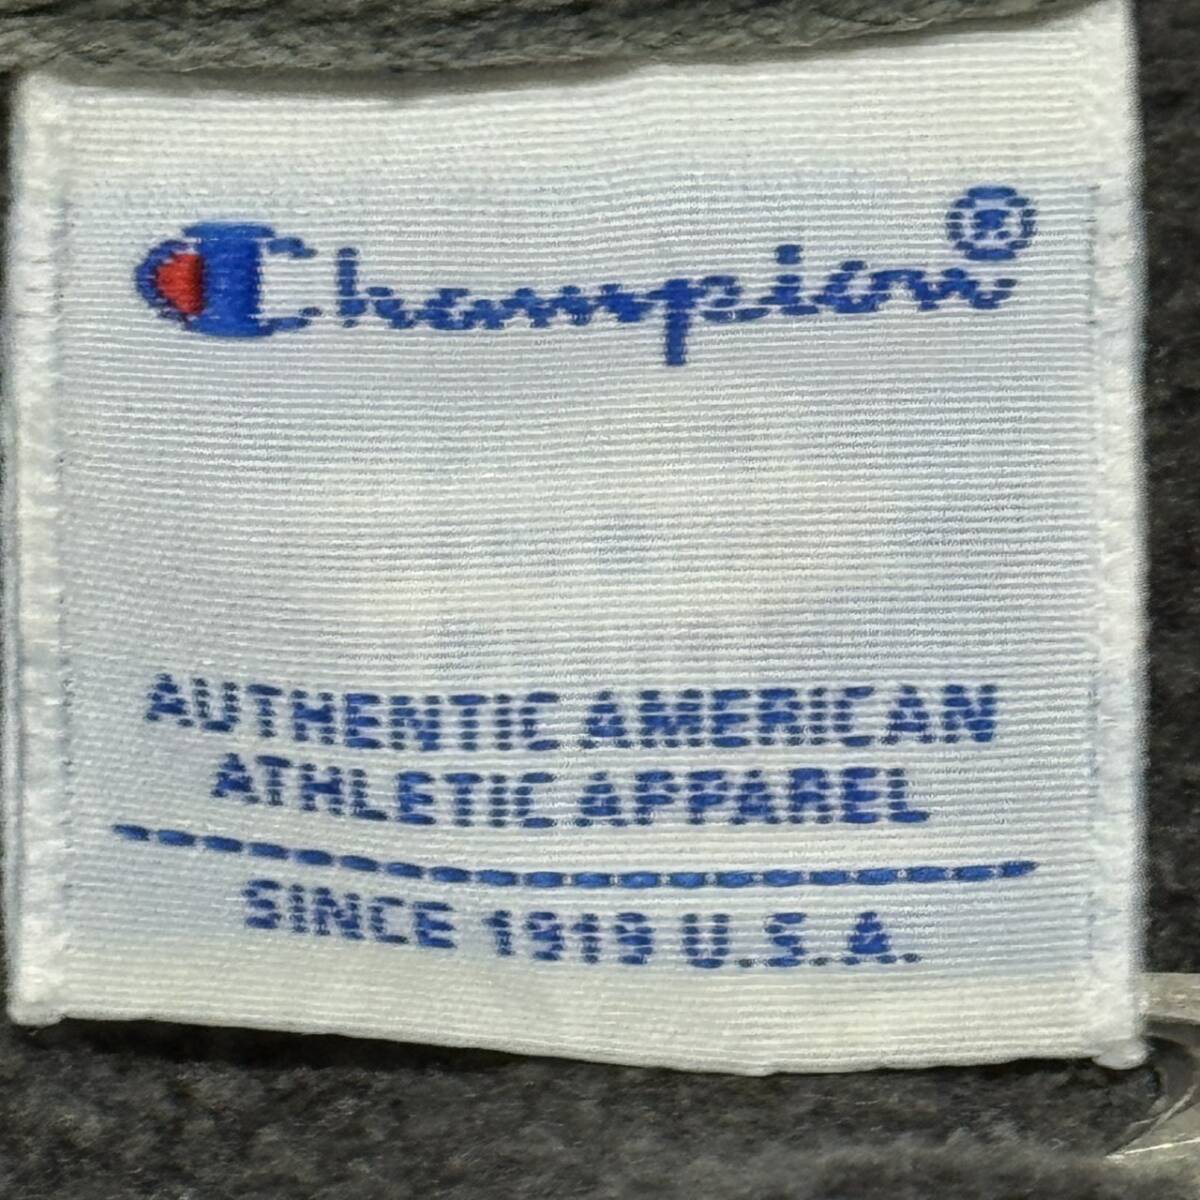 Champion®
AUTHENTIC AMERICAN
ATHLETIC APPAREL
SINCE 1919 U.S.A.